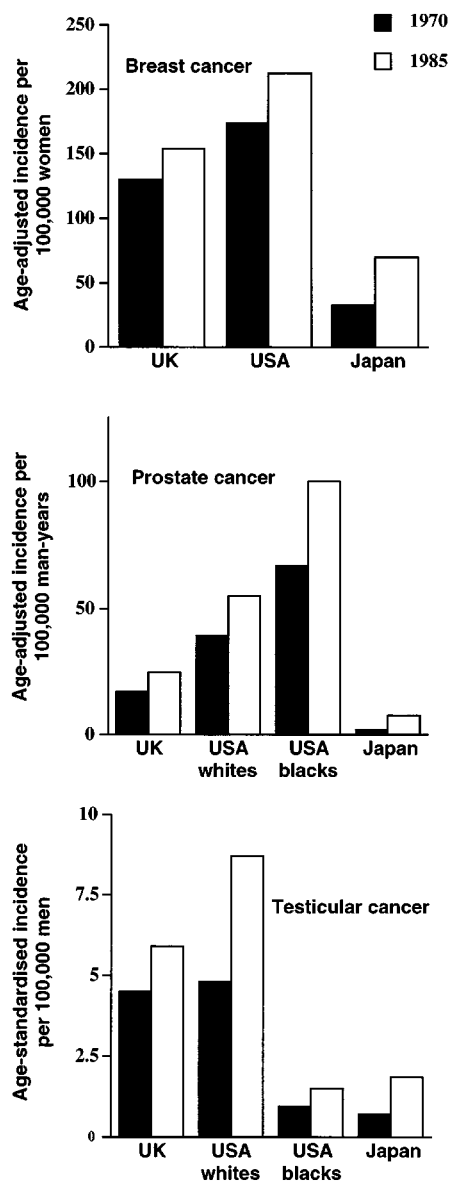 1970
1985
Breast cancer
Age-adjusted incidence per
100,000 women
250
200
150
100
50
0
UK USA Japan
Prostate cancer
Age-adjusted incidence per
100,000 man-years
100
50
0
UK USA whites USA blacks Japan
Testicular cancer
Age-standardised incidence
per 100,000 men
10
7.5
5
2.5
0
UK USA whites USA blacks Japan